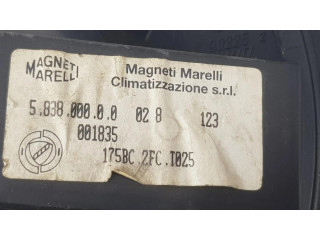 MAGNETI
MARELLI
Magneti Marelli
Climatizzazione s.r.l.
5.838.000.0.0 02 8 123
001835
175BC.2FC.T025